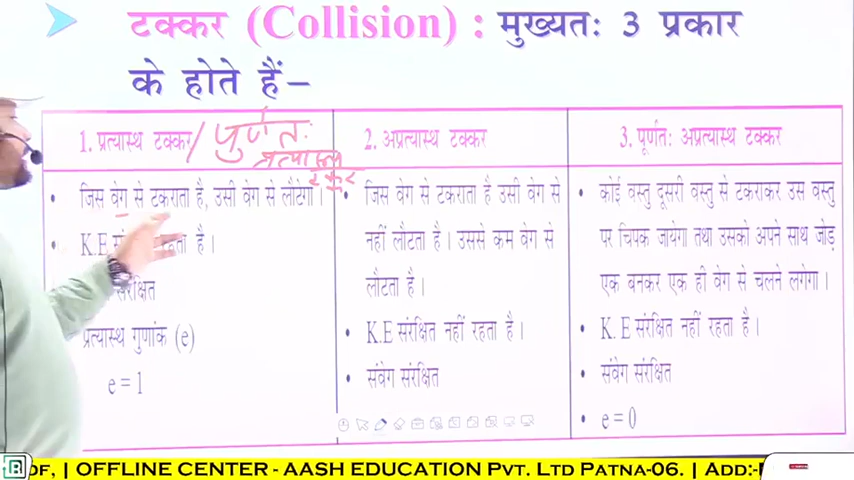 टक्कर (Collision) : मुख्यतः 3 प्रकार
के होते हैं–
1. प्रत्यास्थ टक्कर/ पुर्णतः
प्रत्यास्थ
टक्कर
जिस वेग से टकराता है, उसी वेग से लौटेगा।
K.E है।
संरक्षित
प्रत्यास्थ गुणांक (e)
e = 1
2. अप्रत्यास्थ टक्कर
• जिस वेग से टकराता है उसी वेग से
नहीं लौटता है। उससे कम वेग से
लौटता है।
• K.E संरक्षित नहीं रहता है।
• संवेग संरक्षित
3. पूर्णतः अप्रत्यास्थ टक्कर
• कोई वस्तु दूसरी वस्तु से टकराकर उस वस्तु
पर चिपक जायेगा तथा उसको अपने साथ जोड़
एक बनकर एक ही वेग से चलने लगेगा।
• K.E संरक्षित नहीं रहता है।
• संवेग संरक्षित
• e = 0
| OFFLINE CENTER - AASH EDUCATION Pvt. Ltd PATNA-06. | ADD:-